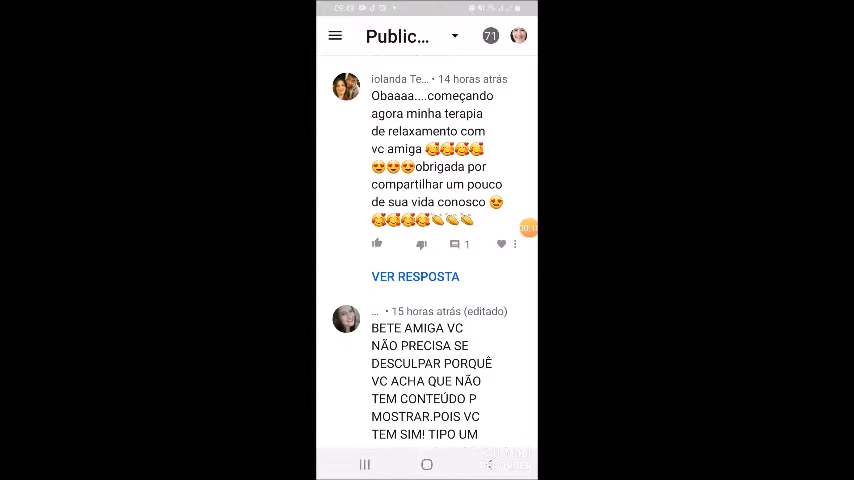 09:49
Public...
71
iolanda Te... • 14 horas atrás
Obaaaa....começando
agora minha terapia
de relaxamento com
vc amiga 🥰🥰🥰🥰
😍😍😍obrigada por
compartilhar um pouco
de sua vida conosco 😍
🥰🥰🥰🥰👏👏👏
1
VER RESPOSTA
... • 15 horas atrás (editado)
BETE AMIGA VC
NÃO PRECISA SE
DESCULPAR PORQUÊ
VC ACHA QUE NÃO
TEM CONTEÚDO P
MOSTRAR.POIS VC
TEM SIM! TIPO UM